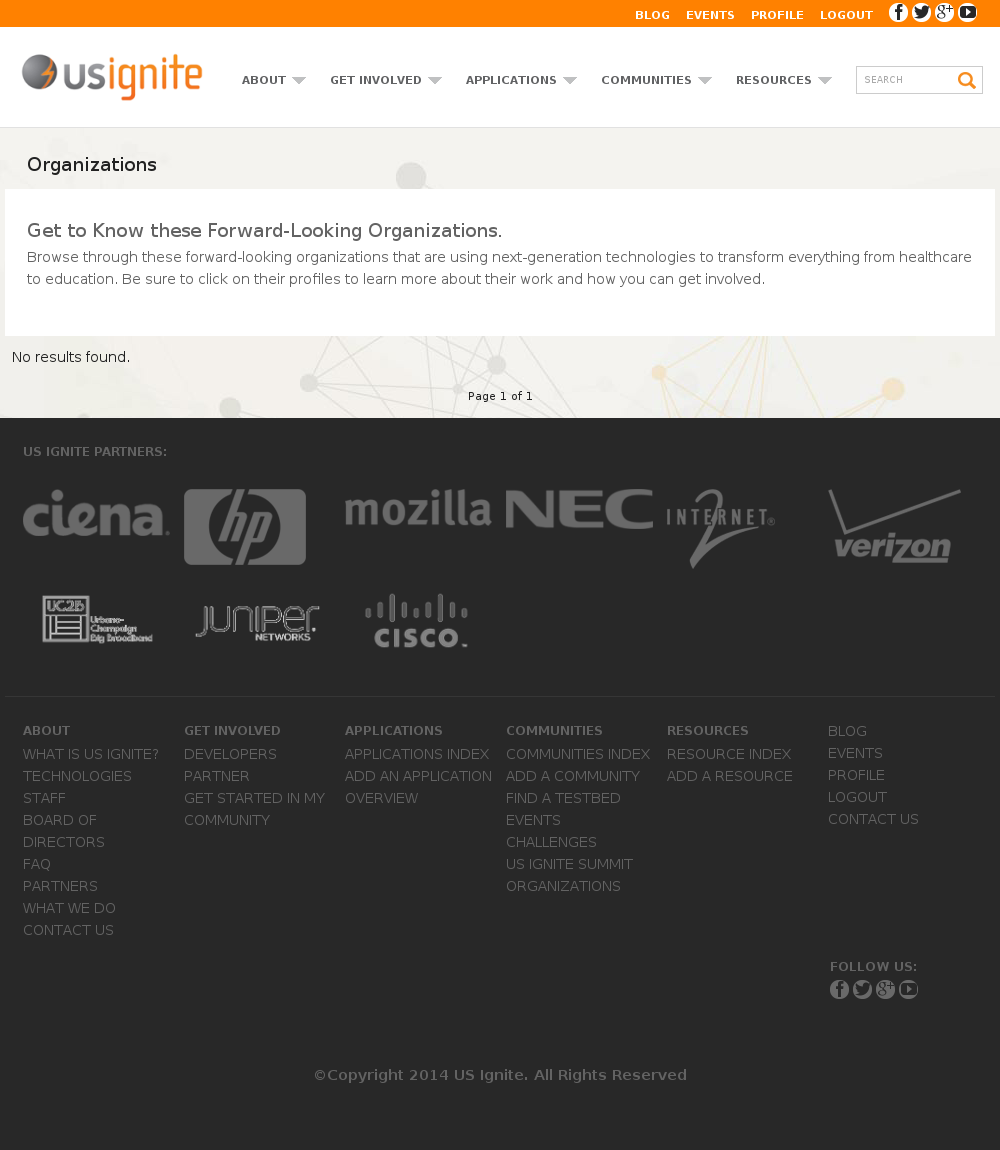 BLOG EVENTS PROFILE LOGOUT
usignite
ABOUT GET INVOLVED APPLICATIONS COMMUNITIES RESOURCES SEARCH
Organizations
Get to Know these Forward-Looking Organizations.
Browse through these forward-looking organizations that are using next-generation technologies to transform everything from healthcare
to education. Be sure to click on their profiles to learn more about their work and how you can get involved.
No results found.
Page 1 of 1
US IGNITE PARTNERS:
ciena hp mozilla NEC INTERNET2® verizon
UC2B Urbana-Champaign Big Broadband
JUNIPER NETWORKS
CISCO
ABOUT
WHAT IS US IGNITE?
TECHNOLOGIES
STAFF
BOARD OF
DIRECTORS
FAQ
PARTNERS
WHAT WE DO
CONTACT US
GET INVOLVED
DEVELOPERS
PARTNER
GET STARTED IN MY
COMMUNITY
APPLICATIONS
APPLICATIONS INDEX
ADD AN APPLICATION
OVERVIEW
COMMUNITIES
COMMUNITIES INDEX
ADD A COMMUNITY
FIND A TESTBED
EVENTS
CHALLENGES
US IGNITE SUMMIT
ORGANIZATIONS
RESOURCES
RESOURCE INDEX
ADD A RESOURCE
BLOG
EVENTS
PROFILE
LOGOUT
CONTACT US
FOLLOW US:
©Copyright 2014 US Ignite. All Rights Reserved